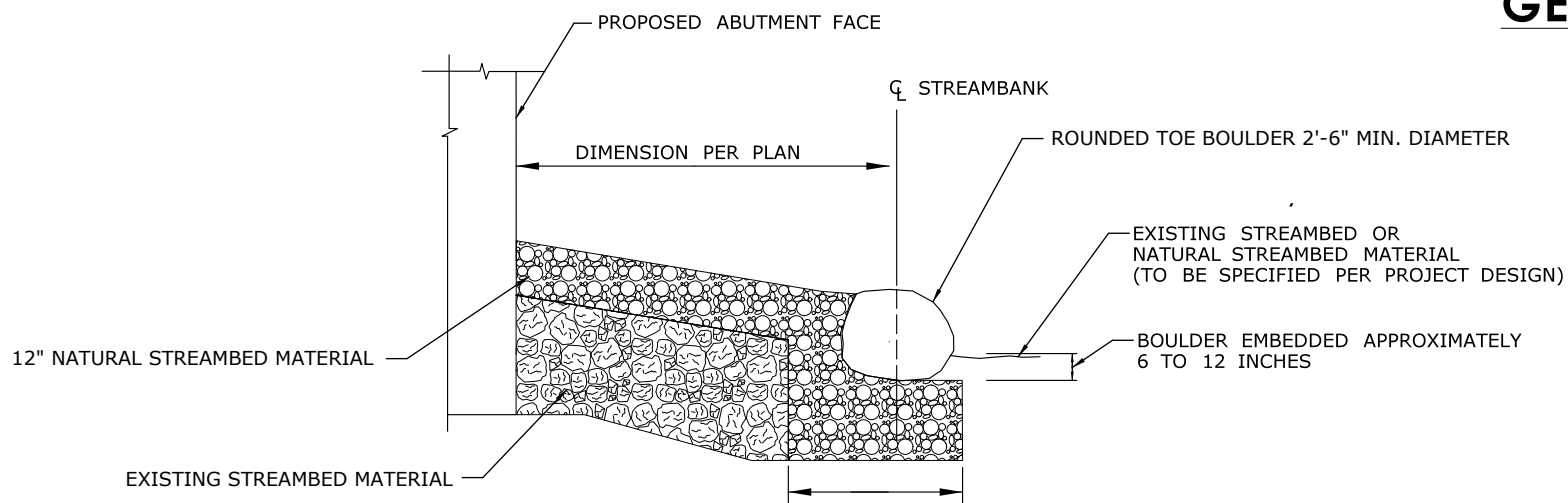 GE
PROPOSED ABUTMENT FACE
℄ STREAMBANK
DIMENSION PER PLAN
ROUNDED TOE BOULDER 2'-6" MIN. DIAMETER
EXISTING STREAMBED OR
NATURAL STREAMBED MATERIAL
(TO BE SPECIFIED PER PROJECT DESIGN)
12" NATURAL STREAMBED MATERIAL
BOULDER EMBEDDED APPROXIMATELY
6 TO 12 INCHES
EXISTING STREAMBED MATERIAL